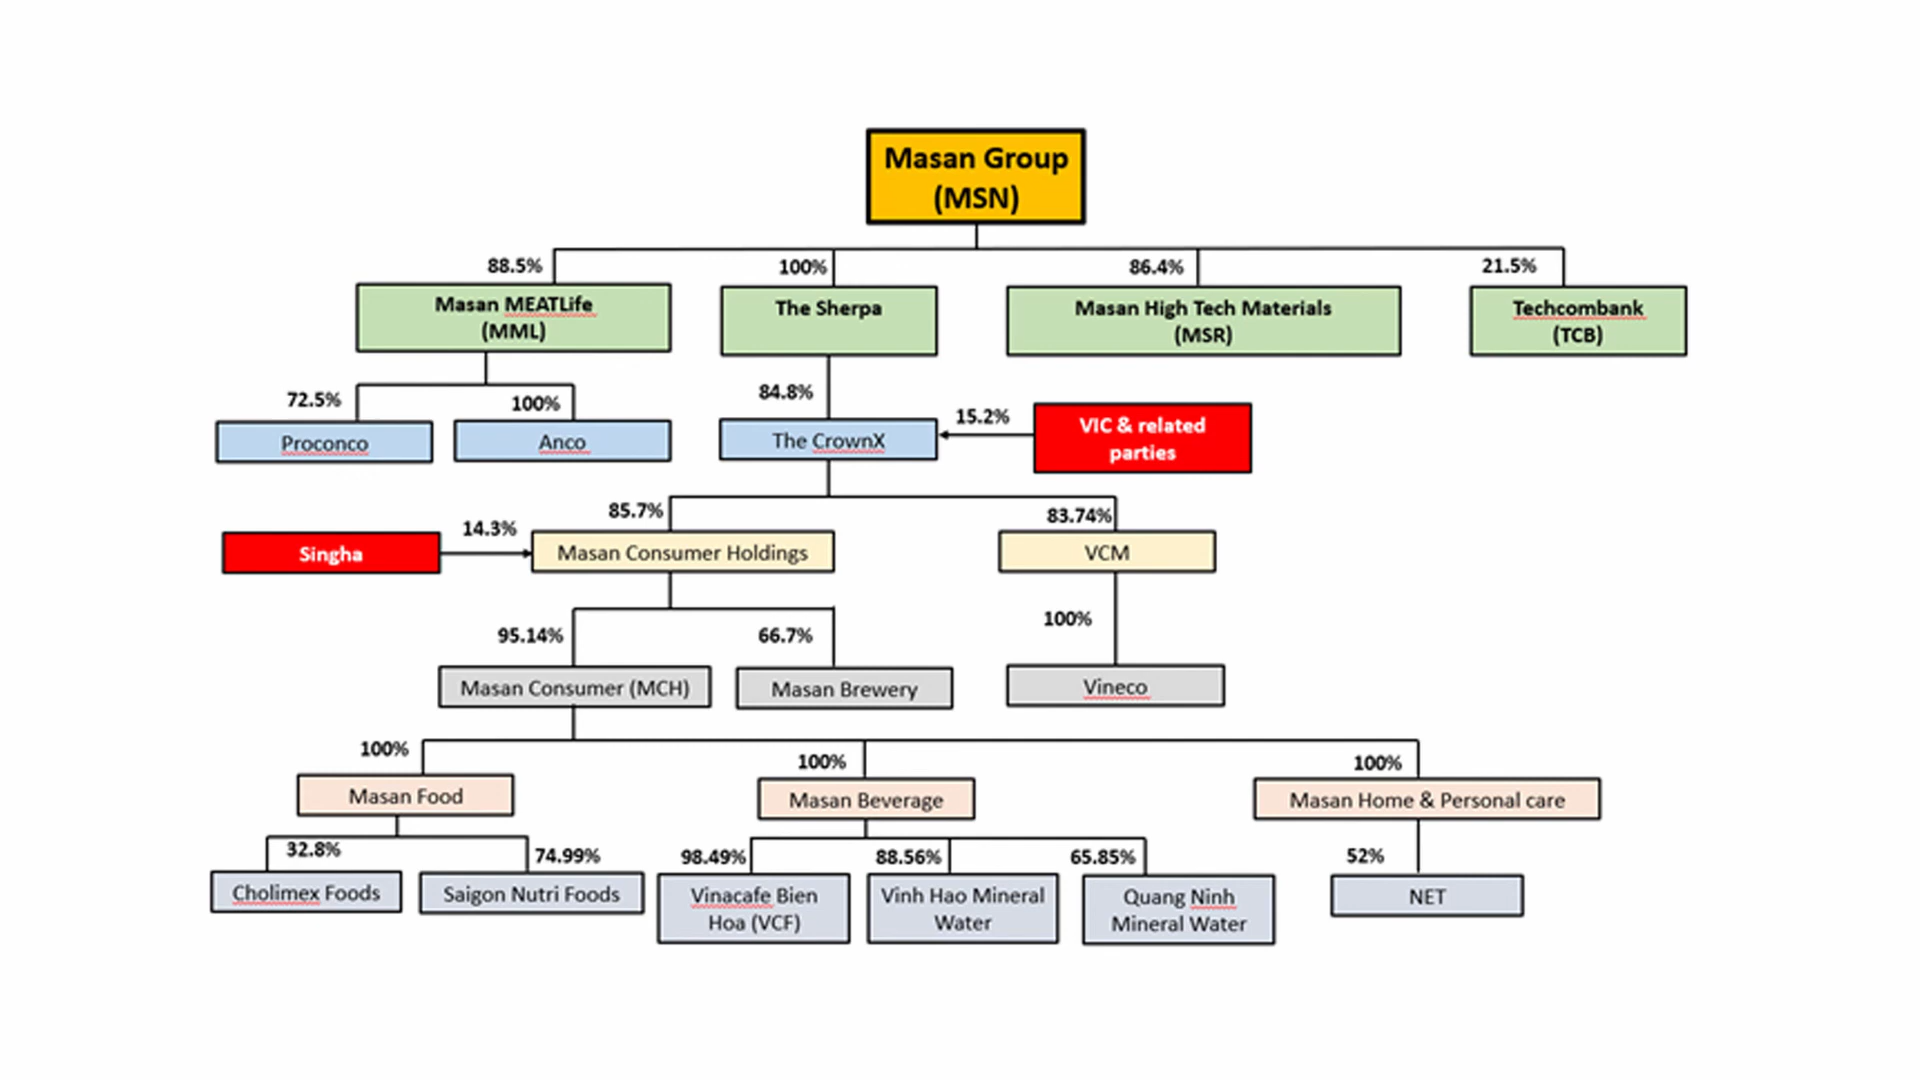 Masan Group
(MSN)
88.5%
100%
86.4%
21.5%
Masan MEATLife
(MML)
The Sherpa
Masan High Tech Materials
(MSR)
Techcombank
(TCB)
72.5%
100%
84.8%
15.2%
VIC & related
parties
Proconco
Anco
The CrownX
85.7%
83.74%
14.3%
Singha
Masan Consumer Holdings
VCM
95.14%
66.7%
100%
Masan Consumer (MCH)
Masan Brewery
Vineco
100%
100%
100%
Masan Food
Masan Beverage
Masan Home & Personal care
32.8%
74.99%
98.49%
88.56%
65.85%
52%
Cholimex Foods
Saigon Nutri Foods
Vinacafe Bien
Hoa (VCF)
Vinh Hao Mineral
Water
Quang Ninh
Mineral Water
NET